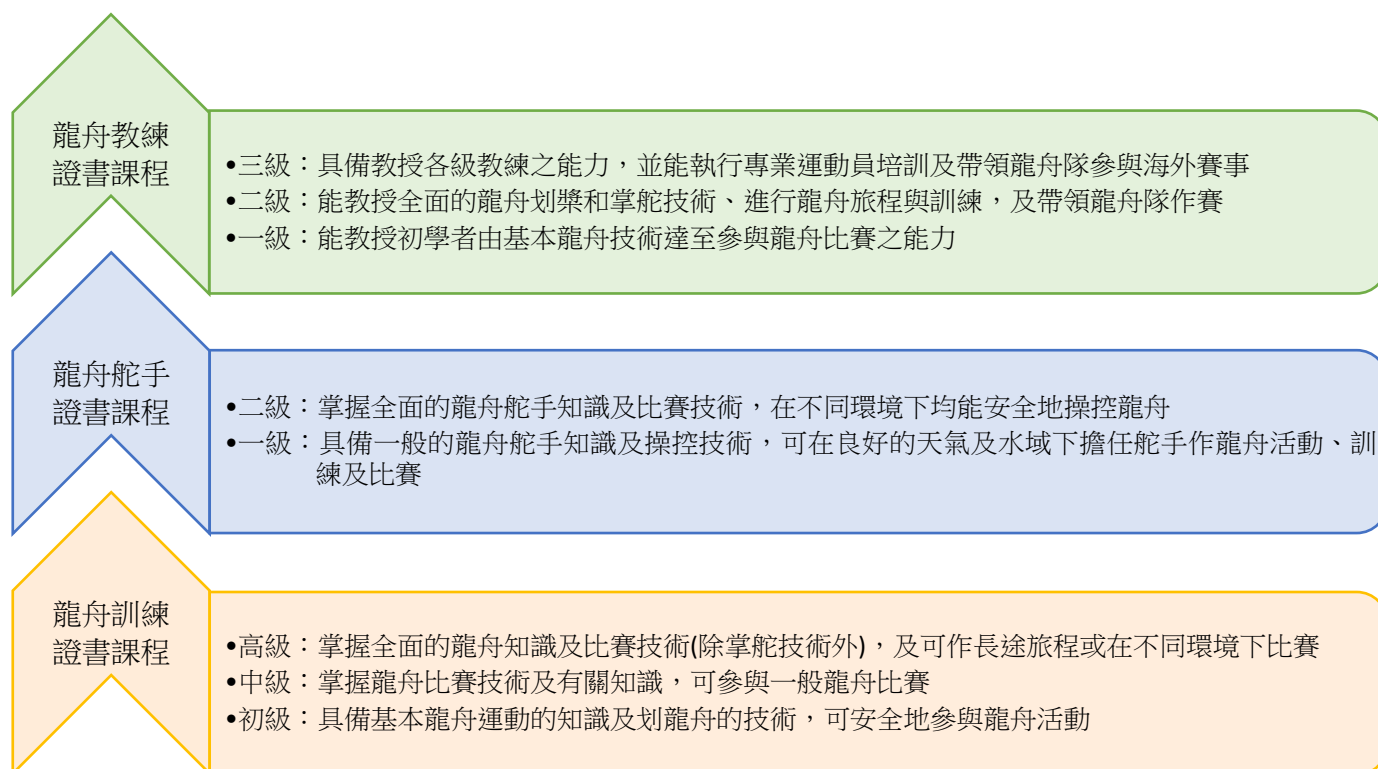 龍舟教練
證書課程
•三級：具備教授各級教練之能力，並能執行專業運動員培訓及帶領龍舟隊參與海外賽事
•二級：能教授全面的龍舟划槳和掌舵技術、進行龍舟旅程與訓練，及帶領龍舟隊作賽
•一級：能教授初學者由基本龍舟技術達至參與龍舟比賽之能力
龍舟舵手
證書課程
•二級：掌握全面的龍舟舵手知識及比賽技術，在不同環境下均能安全地操控龍舟
•一級：具備一般的龍舟舵手知識及操控技術，可在良好的天氣及水域下擔任舵手作龍舟活動、訓
練及比賽
龍舟訓練
證書課程
•高級：掌握全面的龍舟知識及比賽技術(除掌舵技術外)，及可作長途旅程或在不同環境下比賽
•中級：掌握龍舟比賽技術及有關知識，可參與一般龍舟比賽
•初級：具備基本龍舟運動的知識及划龍舟的技術，可安全地參與龍舟活動